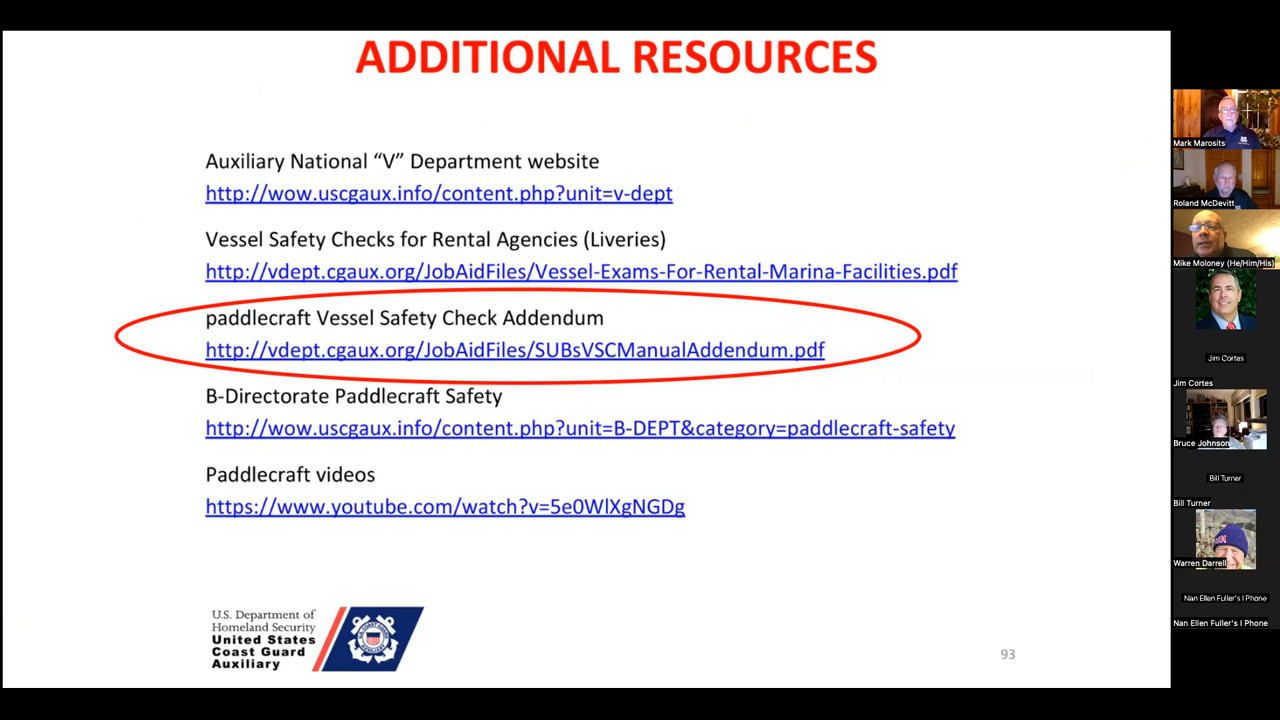 ADDITIONAL RESOURCES
Auxiliary National “V” Department website
http://wow.uscgaux.info/content.php?unit=v-dept
Vessel Safety Checks for Rental Agencies (Liveries)
http://vdept.cgaux.org/JobAidFiles/Vessel-Exams-For-Rental-Marina-Facilities.pdf
paddlecraft Vessel Safety Check Addendum
http://vdept.cgaux.org/JobAidFiles/SUBsVSCManualAddendum.pdf
B-Directorate Paddlecraft Safety
http://wow.uscgaux.info/content.php?unit=B-DEPT&category=paddlecraft-safety
Paddlecraft videos
https://www.youtube.com/watch?v=5e0WlXgNGDg
U.S. Department of
Homeland Security
United States
Coast Guard
Auxiliary
93
Mark Marosits
Roland McDevitt
Mike Moloney (He/Him/His)
Jim Cortes
Jim Cortes
Bruce Johnson
Bill Turner
Bill Turner
Warren Darrell
Nan Ellen Fuller's I Phone
Nan Ellen Fuller's I Phone